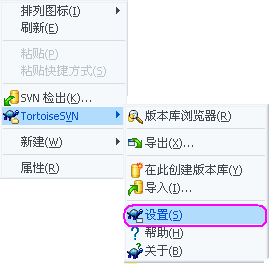 排列图标(I)
刷新(E)
粘贴(P)
粘贴快捷方式(S)
SVN 检出(K)...
TortoiseSVN
新建(W)
属性(R)
版本库浏览器(R)
导出(X)...
在此创建版本库(Y)
导入(I)...
设置(S)
帮助(H)
关于(B)